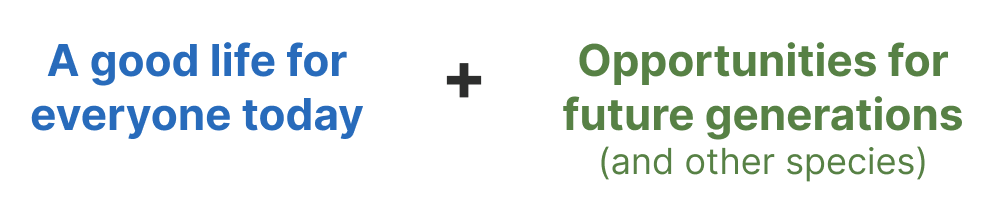 A good life for
everyone today
+
Opportunities for
future generations
(and other species)